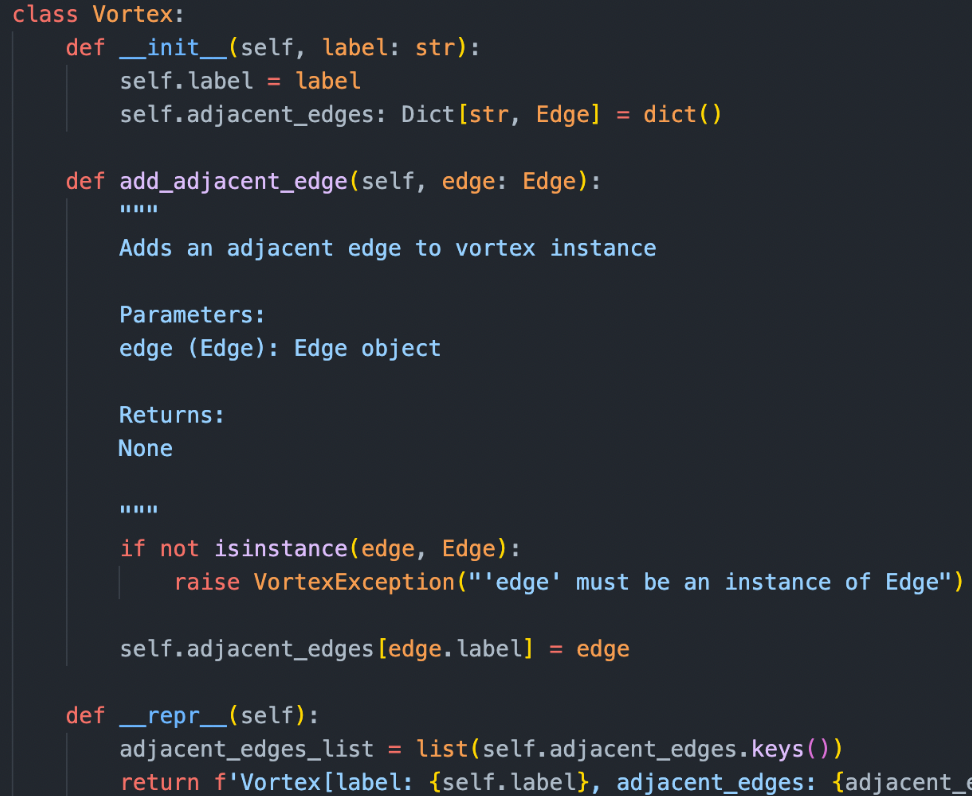 class Vortex:
    def __init__(self, label: str):
        self.label = label
        self.adjacent_edges: Dict[str, Edge] = dict()

    def add_adjacent_edge(self, edge: Edge):
        """
        Adds an adjacent edge to vortex instance

        Parameters:
        edge (Edge): Edge object

        Returns:
        None

        """
        if not isinstance(edge, Edge):
            raise VortexException("'edge' must be an instance of Edge")

        self.adjacent_edges[edge.label] = edge

    def __repr__(self):
        adjacent_edges_list = list(self.adjacent_edges.keys())
        return f'Vortex[label: {self.label}, adjacent_edges: {adjacent_